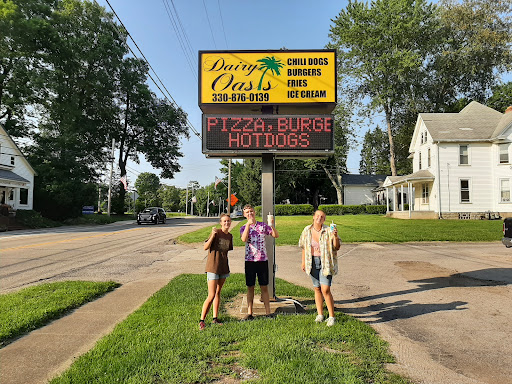 Dairy
Oasis
330-876-0139
CHILI DOGS
BURGERS
FRIES
ICE CREAM
PIZZA, BURGE
HOTDOGS